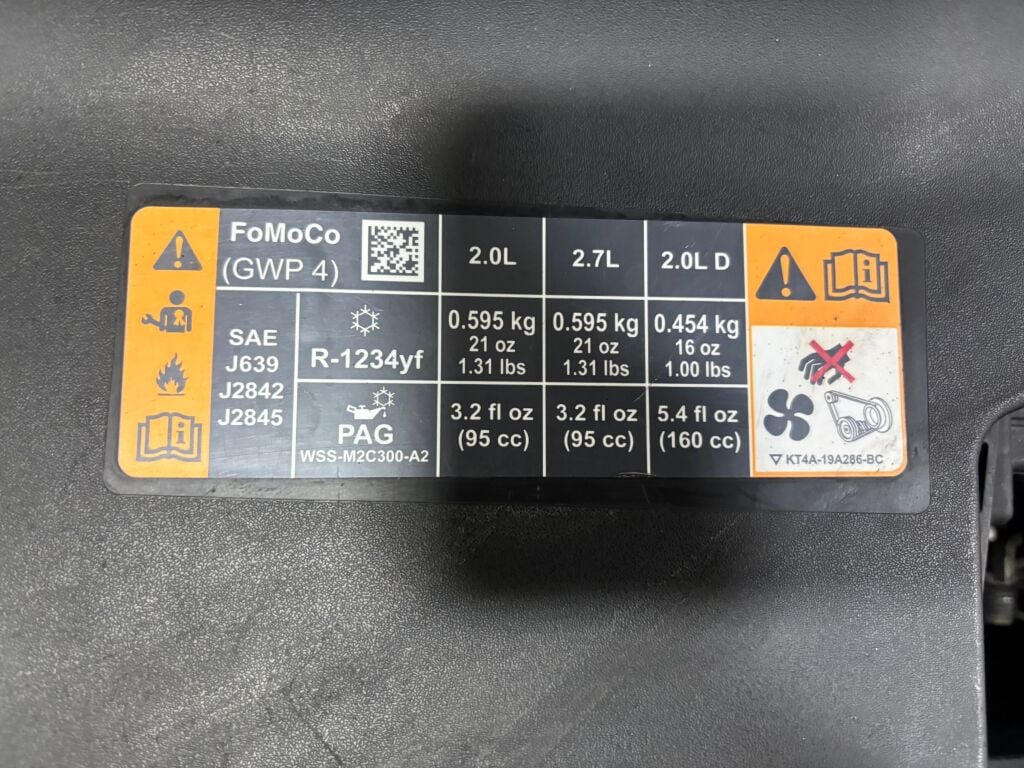 FoMoCo
(GWP 4)
2.0L
2.7L
2.0L D
SAE
J639
J2842
J2845
R-1234yf
0.595 kg
21 oz
1.31 lbs
0.595 kg
21 oz
1.31 lbs
0.454 kg
16 oz
1.00 lbs
PAG
WSS-M2C300-A2
3.2 fl oz
(95 cc)
3.2 fl oz
(95 cc)
5.4 fl oz
(160 cc)
KT4A-19A286-BC